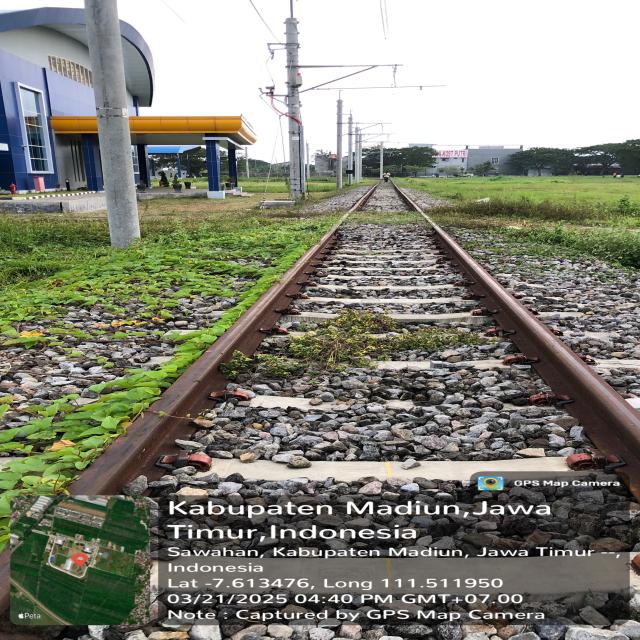 GPS Map Camera
Kabupaten Madiun,Jawa
Timur,Indonesia
Sawahan, Kabupaten Madiun, Jawa Timur --,
Indonesia
Lat -7.613476, Long 111.511950
03/21/2025 04:40 PM GMT+07.00
Note : Captured by GPS Map Camera
Peta